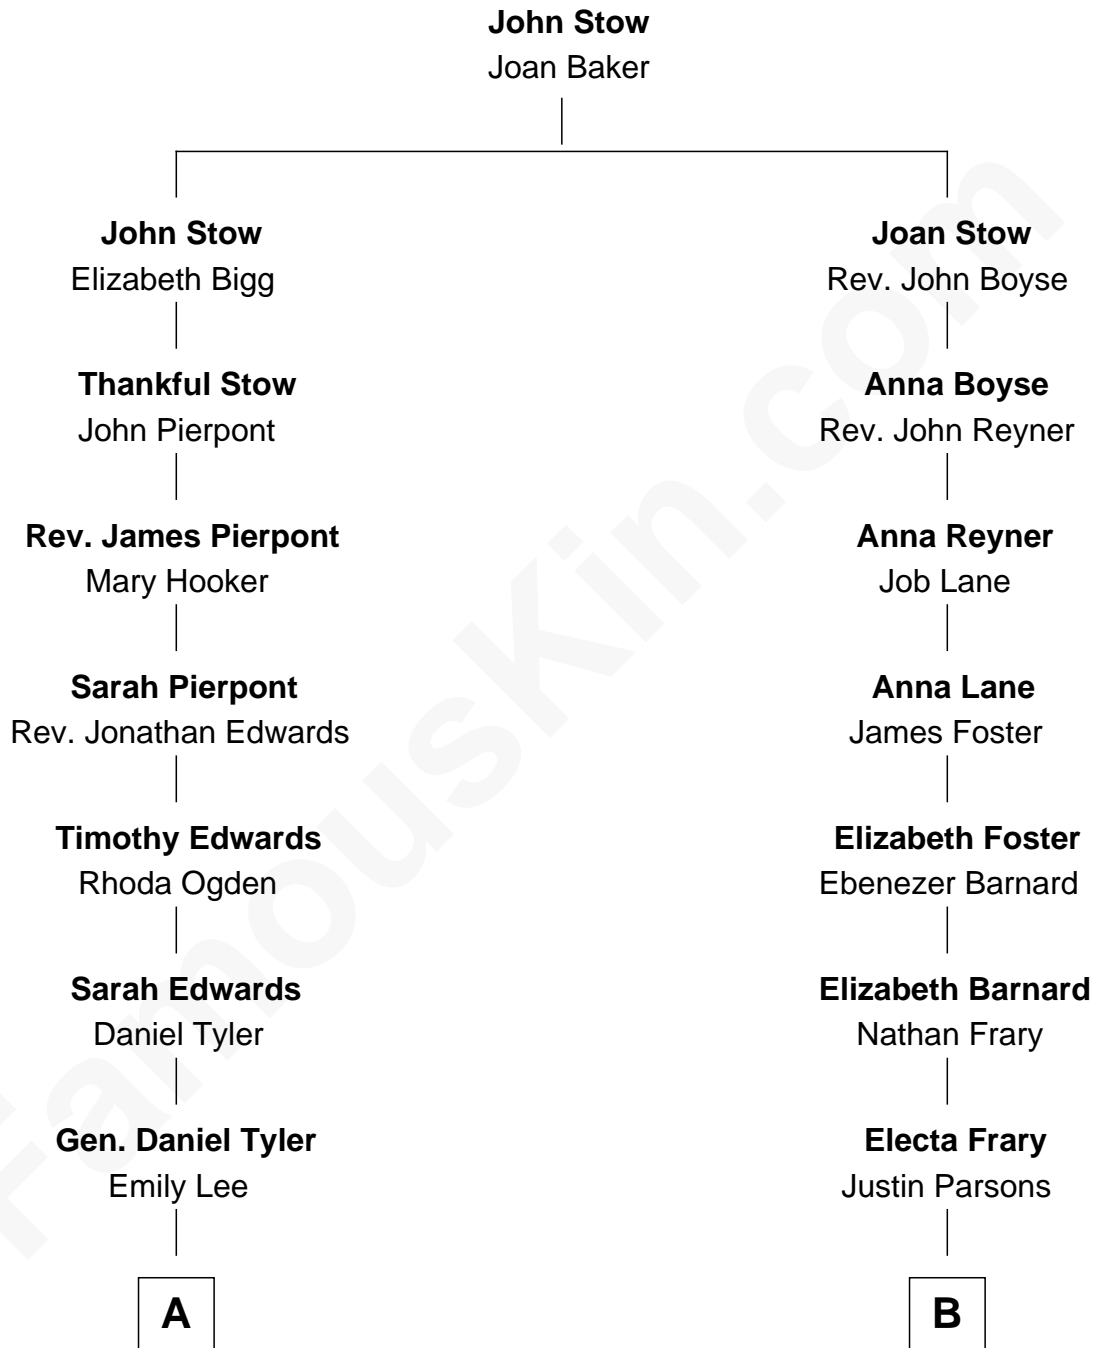 John Stow
Joan Baker
John Stow
Elizabeth Bigg
Thankful Stow
John Pierpont
Rev. James Pierpont
Mary Hooker
Sarah Pierpont
Rev. Jonathan Edwards
Timothy Edwards
Rhoda Ogden
Sarah Edwards
Daniel Tyler
Gen. Daniel Tyler
Emily Lee
A
Joan Stow
Rev. John Boyse
Anna Boyse
Rev. John Reyner
Anna Reyner
Job Lane
Anna Lane
James Foster
Elizabeth Foster
Ebenezer Barnard
Elizabeth Barnard
Nathan Frary
Electa Frary
Justin Parsons
B
FamousKin.com